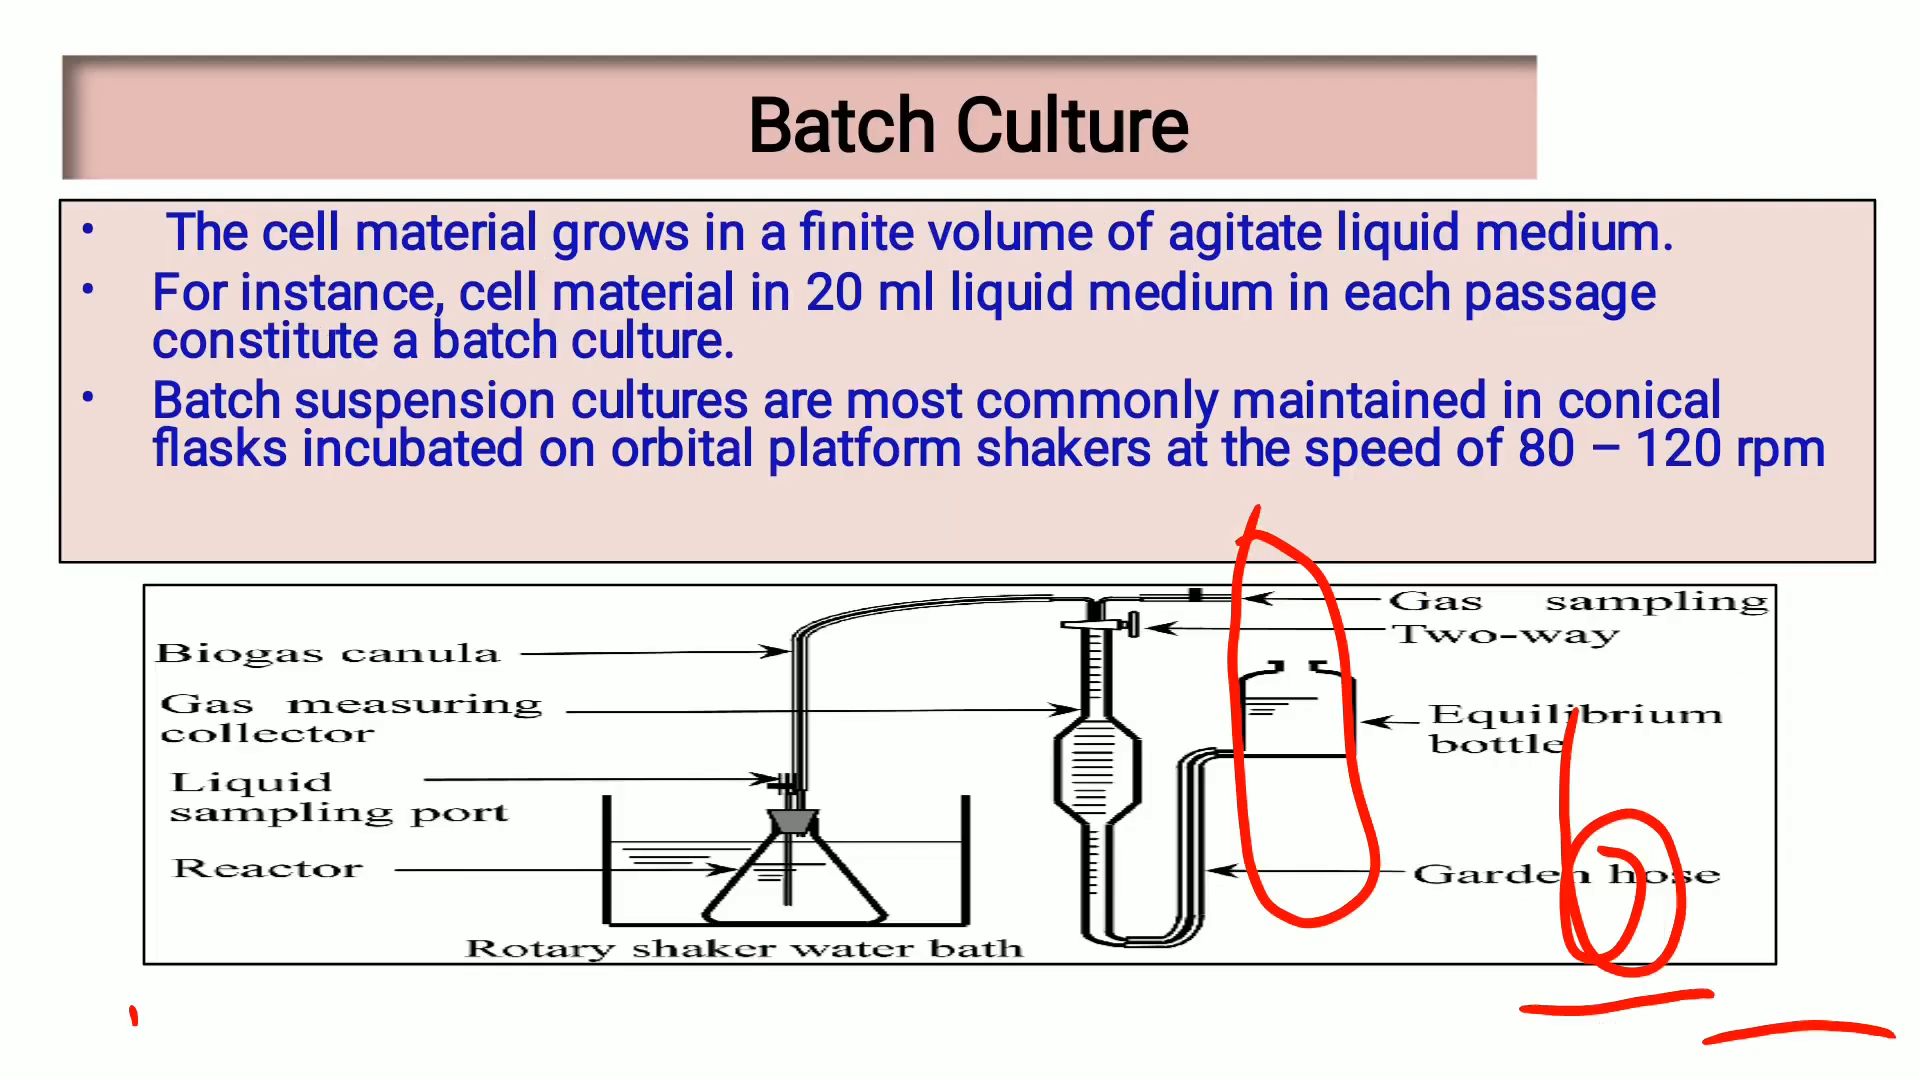 Batch Culture
• The cell material grows in a finite volume of agitate liquid medium.
• For instance, cell material in 20 ml liquid medium in each passage
constitute a batch culture.
• Batch suspension cultures are most commonly maintained in conical
flasks incubated on orbital platform shakers at the speed of 80 – 120 rpm
Gas sampling
Two-way
Biogas canula
Gas measuring
collector
Equilibrium
bottle
Liquid
sampling port
Reactor
Garden hose
Rotary shaker water bath